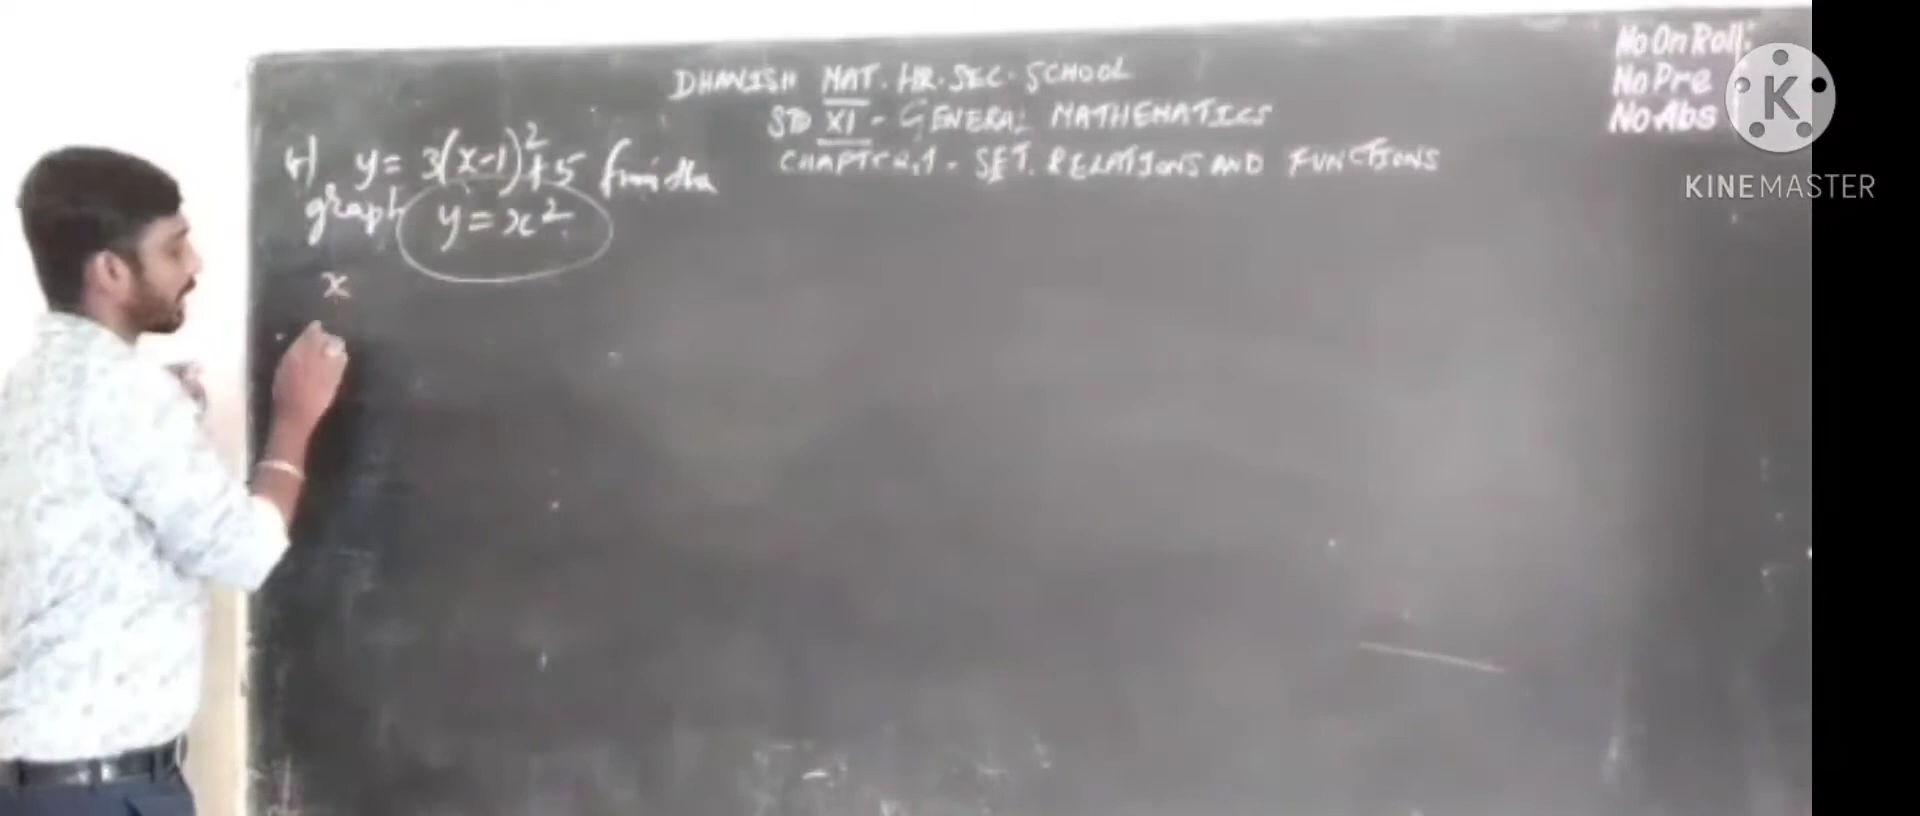 DHANISH MAT. HR. SEC. SCHOOL
STD XI - GENERAL MATHEMATICS
CHAPTER.1 - SET. RELATIONS AND FUNCTIONS
y = 3(x-1)²+5 from the
graph y = x²
x
No On Roll:
No Pre
No Abs
K
KINEMASTER